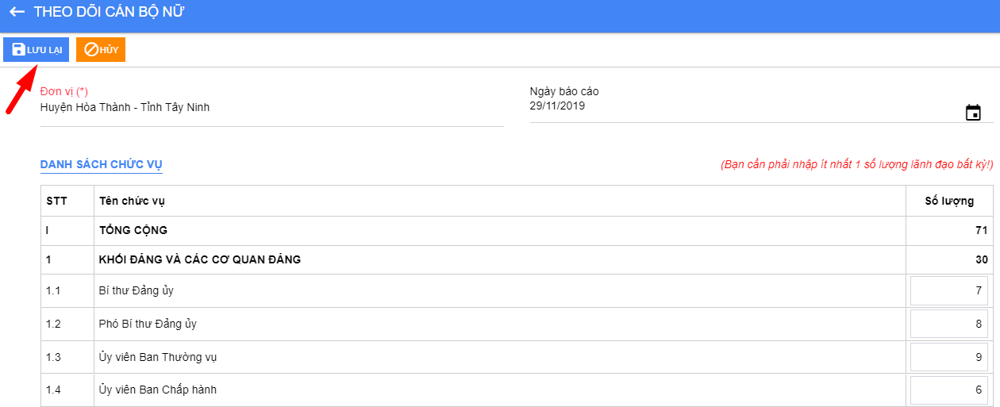 THEO DÕI CÁN BỘ NỮ
LƯU LẠI HỦY
Đơn vị (*)
Huyện Hòa Thành - Tỉnh Tây Ninh
Ngày báo cáo
29/11/2019
DANH SÁCH CHỨC VỤ (Bạn cần phải nhập ít nhất 1 số lượng lãnh đạo bất kỳ!)
STT Tên chức vụ Số lượng
I TỔNG CỘNG 71
1 KHỐI ĐẢNG VÀ CÁC CƠ QUAN ĐẢNG 30
1.1 Bí thư Đảng ủy 7
1.2 Phó Bí thư Đảng ủy 8
1.3 Ủy viên Ban Thường vụ 9
1.4 Ủy viên Ban Chấp hành 6